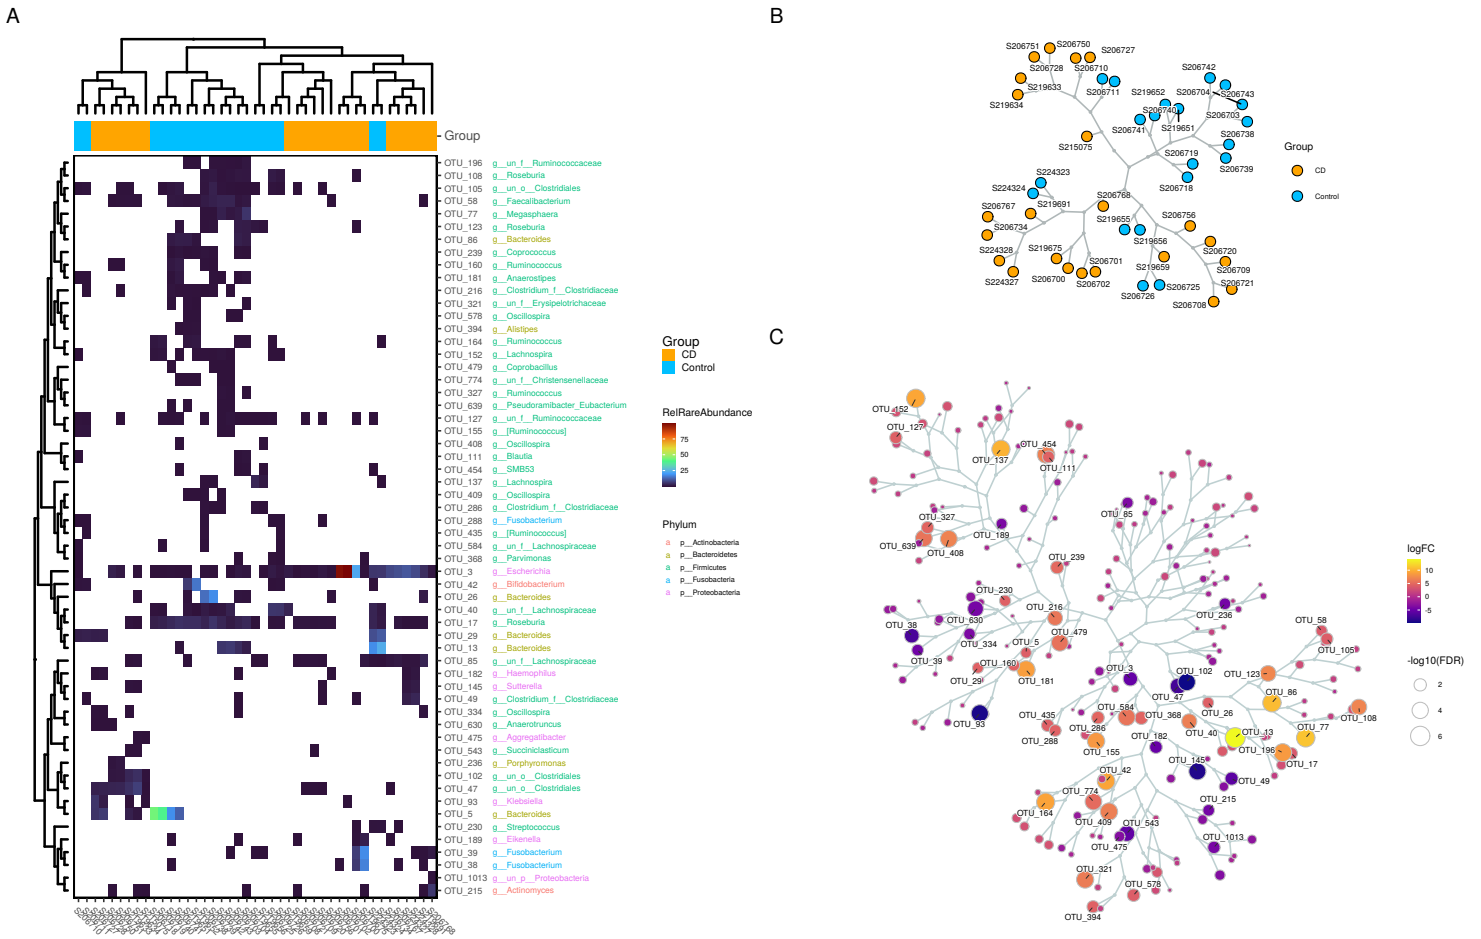 A
Group
OTU_196 g__un_f__Ruminococcaceae
OTU_108 g__Roseburia
OTU_105 g__un_o__Clostridiales
OTU_58 g__Faecalibacterium
OTU_77 g__Megasphaera
OTU_123 g__Roseburia
OTU_86 g__Bacteroides
OTU_239 g__Coprococcus
OTU_160 g__Ruminococcus
OTU_181 g__Anaerostipes
OTU_216 g__Clostridium_f__Clostridiaceae
OTU_321 g__un_f__Erysipelotrichaceae
OTU_578 g__Oscillospira
OTU_394 g__Alistipes
OTU_164 g__Ruminococcus
OTU_152 g__Lachnospira
OTU_479 g__Coprobacillus
OTU_774 g__un_f__Christensenellaceae
OTU_327 g__Ruminococcus
OTU_639 g__Pseudoramibacter_Eubacterium
OTU_127 g__un_f__Ruminococcaceae
OTU_155 g__[Ruminococcus]
OTU_408 g__Oscillospira
OTU_111 g__Blautia
OTU_454 g__SMB53
OTU_137 g__Lachnospira
OTU_409 g__Oscillospira
OTU_286 g__Clostridium_f__Clostridiaceae
OTU_288 g__Fusobacterium
OTU_435 g__[Ruminococcus]
OTU_584 g__un_f__Lachnospiraceae
OTU_368 g__Parvimonas
OTU_3 g__Escherichia
OTU_42 g__Bifidobacterium
OTU_26 g__Bacteroides
OTU_40 g__un_f__Lachnospiraceae
OTU_17 g__Roseburia
OTU_29 g__Bacteroides
OTU_13 g__Bacteroides
OTU_85 g__un_f__Lachnospiraceae
OTU_182 g__Haemophilus
OTU_145 g__Sutterella
OTU_49 g__Clostridium_f__Clostridiaceae
OTU_334 g__Oscillospira
OTU_630 g__Anaerotruncus
OTU_475 g__Aggregatibacter
OTU_543 g__Succiniclasticum
OTU_236 g__Porphyromonas
OTU_102 g__un_o__Clostridiales
OTU_47 g__un_o__Clostridiales
OTU_93 g__Klebsiella
OTU_5 g__Bacteroides
OTU_230 g__Streptococcus
OTU_189 g__Eikenella
OTU_39 g__Fusobacterium
OTU_38 g__Fusobacterium
OTU_1013 g__un_p__Proteobacteria
OTU_215 g__Actinomyces
Group
CD
Control
RelRareAbundance
75
50
25
Phylum
a p__Actinobacteria
a p__Bacteroidetes
a p__Firmicutes
a p__Fusobacteria
a p__Proteobacteria
B
S206751
S206750
S206727
S206728
S206710
S219633
S206711
S219634
S215075
S206742
S219652
S206704
S206743
S206740
S206703
S206741
S219651
S206738
S206719
S206739
S206718
S224323
S224324
S206768
S206767
S219691
S206734
S219655
S206756
S219656
S224328
S219675
S206701
S219659
S206720
S206709
S224327
S206700
S206702
S206725
S206721
S206726
S206708
Group
CD
Control
C
OTU_152
OTU_127
OTU_137
OTU_454
OTU_111
OTU_327
OTU_639
OTU_408
OTU_189
OTU_85
OTU_239
OTU_230
OTU_216
OTU_236
OTU_38
OTU_630
OTU_334
OTU_5
OTU_479
OTU_58
OTU_105
OTU_39
OTU_29
OTU_160
OTU_181
OTU_3
OTU_102
OTU_47
OTU_123
OTU_86
OTU_108
OTU_93
OTU_435
OTU_584
OTU_286
OTU_288
OTU_368
OTU_26
OTU_40
OTU_13
OTU_77
OTU_155
OTU_182
OTU_196
OTU_17
OTU_42
OTU_145
OTU_49
OTU_774
OTU_164
OTU_409
OTU_215
OTU_543
OTU_475
OTU_1013
OTU_321
OTU_578
OTU_394
logFC
10
5
0
-5
-log10(FDR)
2
4
6